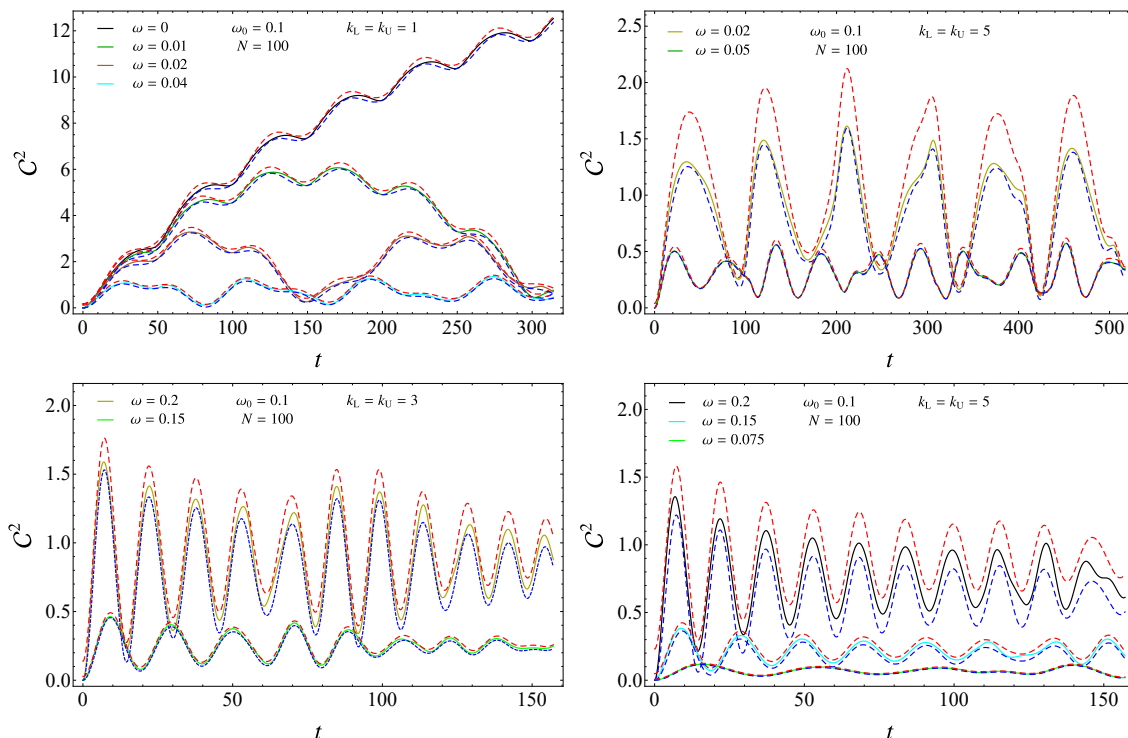 ω = 0 ω₀ = 0.1 k_L = k_U = 1
ω = 0.01 N = 100
ω = 0.02
ω = 0.04
C²
12
10
8
6
4
2
0
0 50 100 150 200 250 300
t
ω = 0.02 ω₀ = 0.1 k_L = k_U = 5
ω = 0.05 N = 100
C²
2.5
2.0
1.5
1.0
0.5
0.0
0 100 200 300 400 500
t
ω = 0.2 ω₀ = 0.1 k_L = k_U = 3
ω = 0.15 N = 100
C²
2.0
1.5
1.0
0.5
0.0
0 50 100 150
t
ω = 0.2 ω₀ = 0.1 k_L = k_U = 5
ω = 0.15 N = 100
ω = 0.075
C²
2.0
1.5
1.0
0.5
0.0
0 50 100 150
t